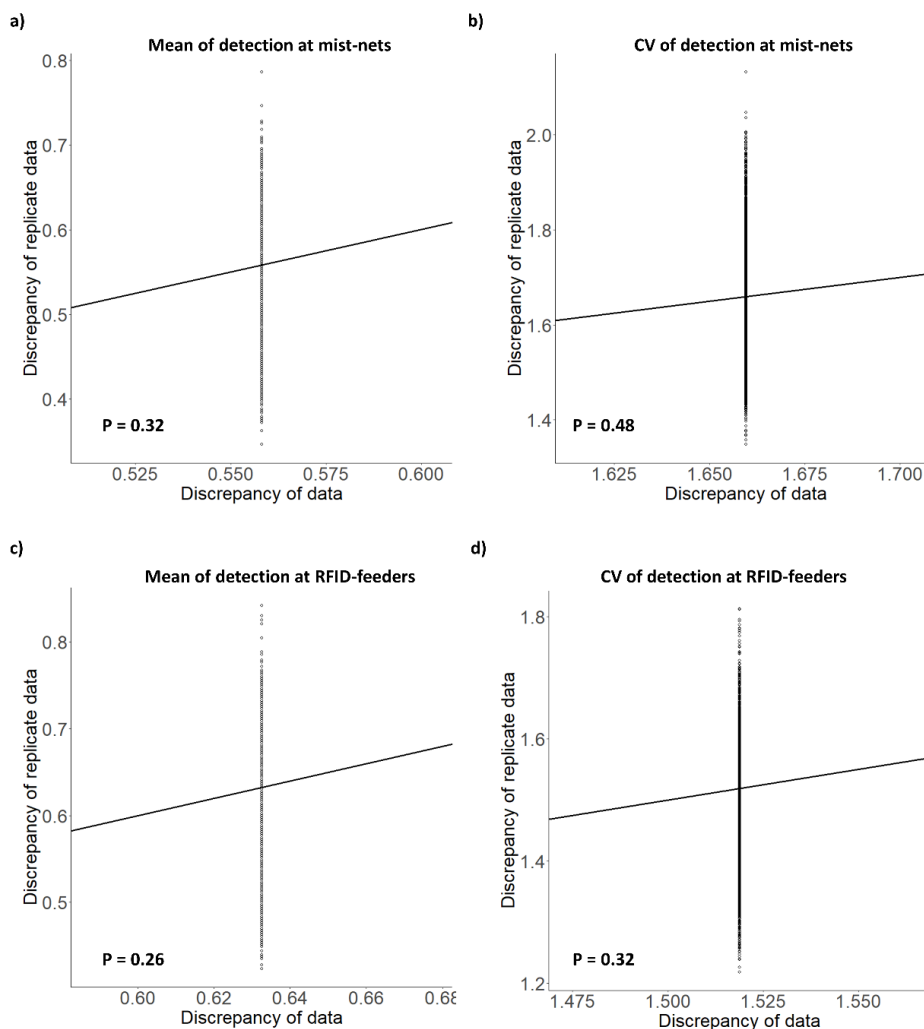 a)
Mean of detection at mist-nets
Discrepancy of replicate data
0.8
0.7
0.6
0.5
0.4
P = 0.32
0.525 0.550 0.575 0.600
Discrepancy of data
b)
CV of detection at mist-nets
Discrepancy of replicate data
2.0
1.8
1.6
1.4
P = 0.48
1.625 1.650 1.675 1.700
Discrepancy of data
c)
Mean of detection at RFID-feeders
Discrepancy of replicate data
0.8
0.7
0.6
0.5
P = 0.26
0.60 0.62 0.64 0.66 0.68
Discrepancy of data
d)
CV of detection at RFID-feeders
Discrepancy of replicate data
1.8
1.6
1.4
1.2
P = 0.32
1.475 1.500 1.525 1.550
Discrepancy of data